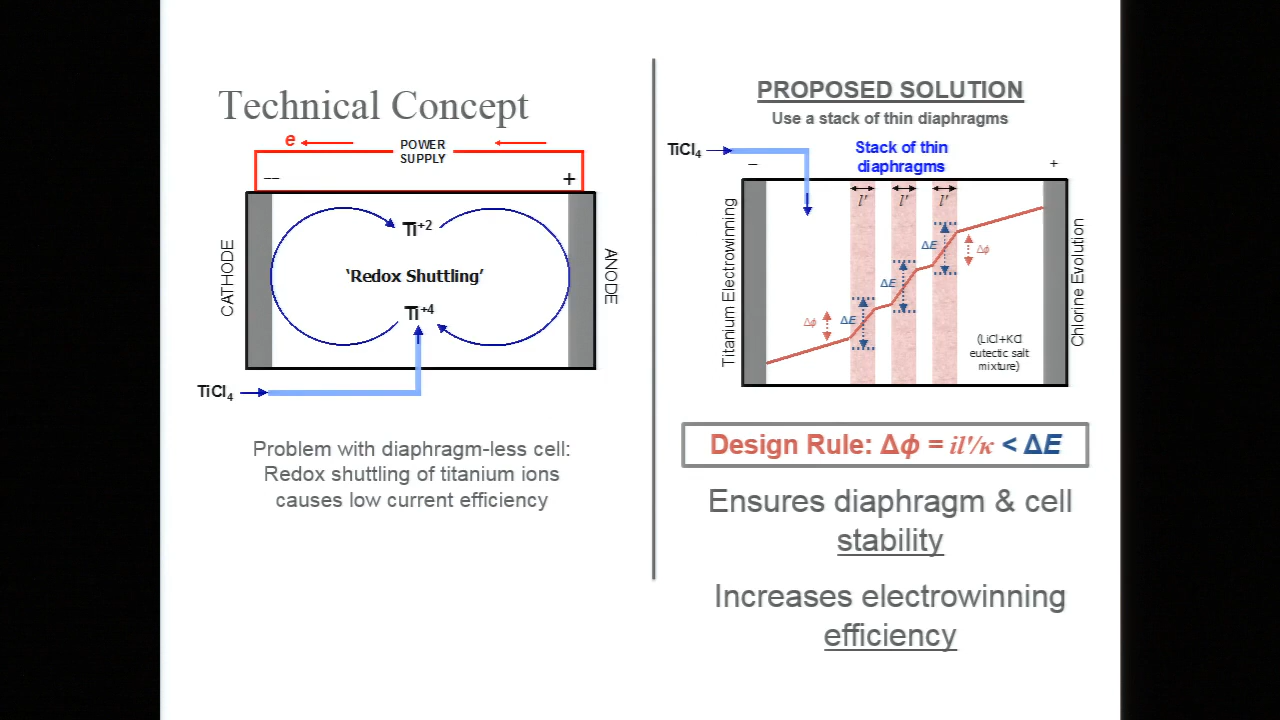 Technical Concept
e
POWER
SUPPLY
—
+
CATHODE
Ti+2
'Redox Shuttling'
Ti+4
ANODE
TiCl4
Problem with diaphragm-less cell:
Redox shuttling of titanium ions
causes low current efficiency
PROPOSED SOLUTION
Use a stack of thin diaphragms
TiCl4
Stack of thin
diaphragms
–
+
l' l' l'
Titanium Electrowinning
ΔE
Δϕ
ΔE
Δϕ
ΔE
(LiCl+KCl
eutectic salt
mixture)
Chlorine Evolution
Design Rule: Δϕ = il'/κ < ΔE
Ensures diaphragm & cell
stability
Increases electrowinning
efficiency